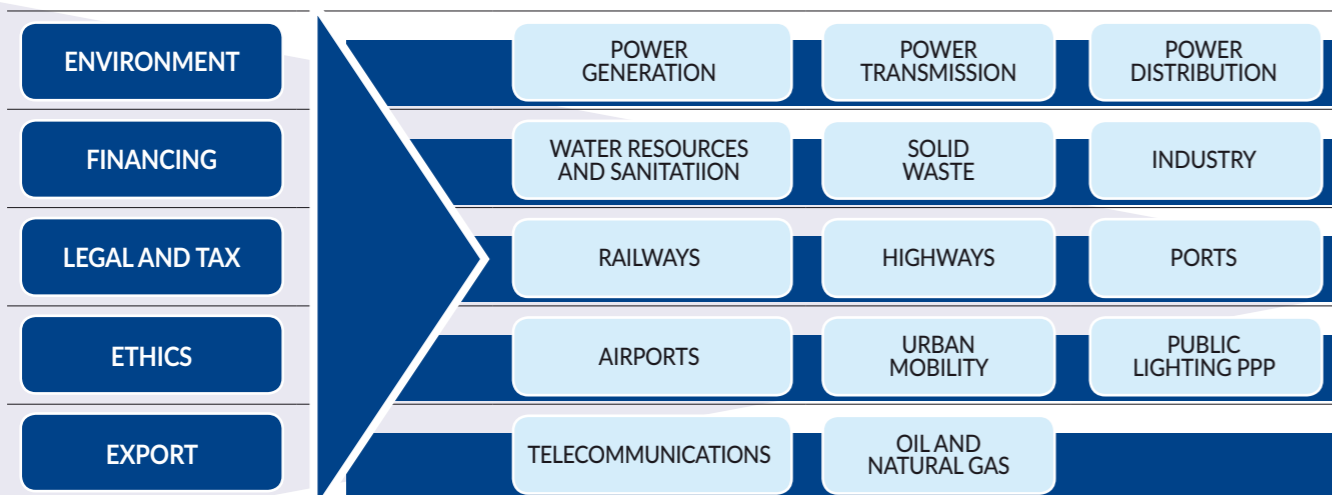 ENVIRONMENT
POWER
GENERATION
POWER
TRANSMISSION
POWER
DISTRIBUTION
FINANCING
WATER RESOURCES
AND SANITATIION
SOLID
WASTE
INDUSTRY
LEGAL AND TAX
RAILWAYS
HIGHWAYS
PORTS
ETHICS
AIRPORTS
URBAN
MOBILITY
PUBLIC
LIGHTING PPP
EXPORT
TELECOMMUNICATIONS
OIL AND
NATURAL GAS